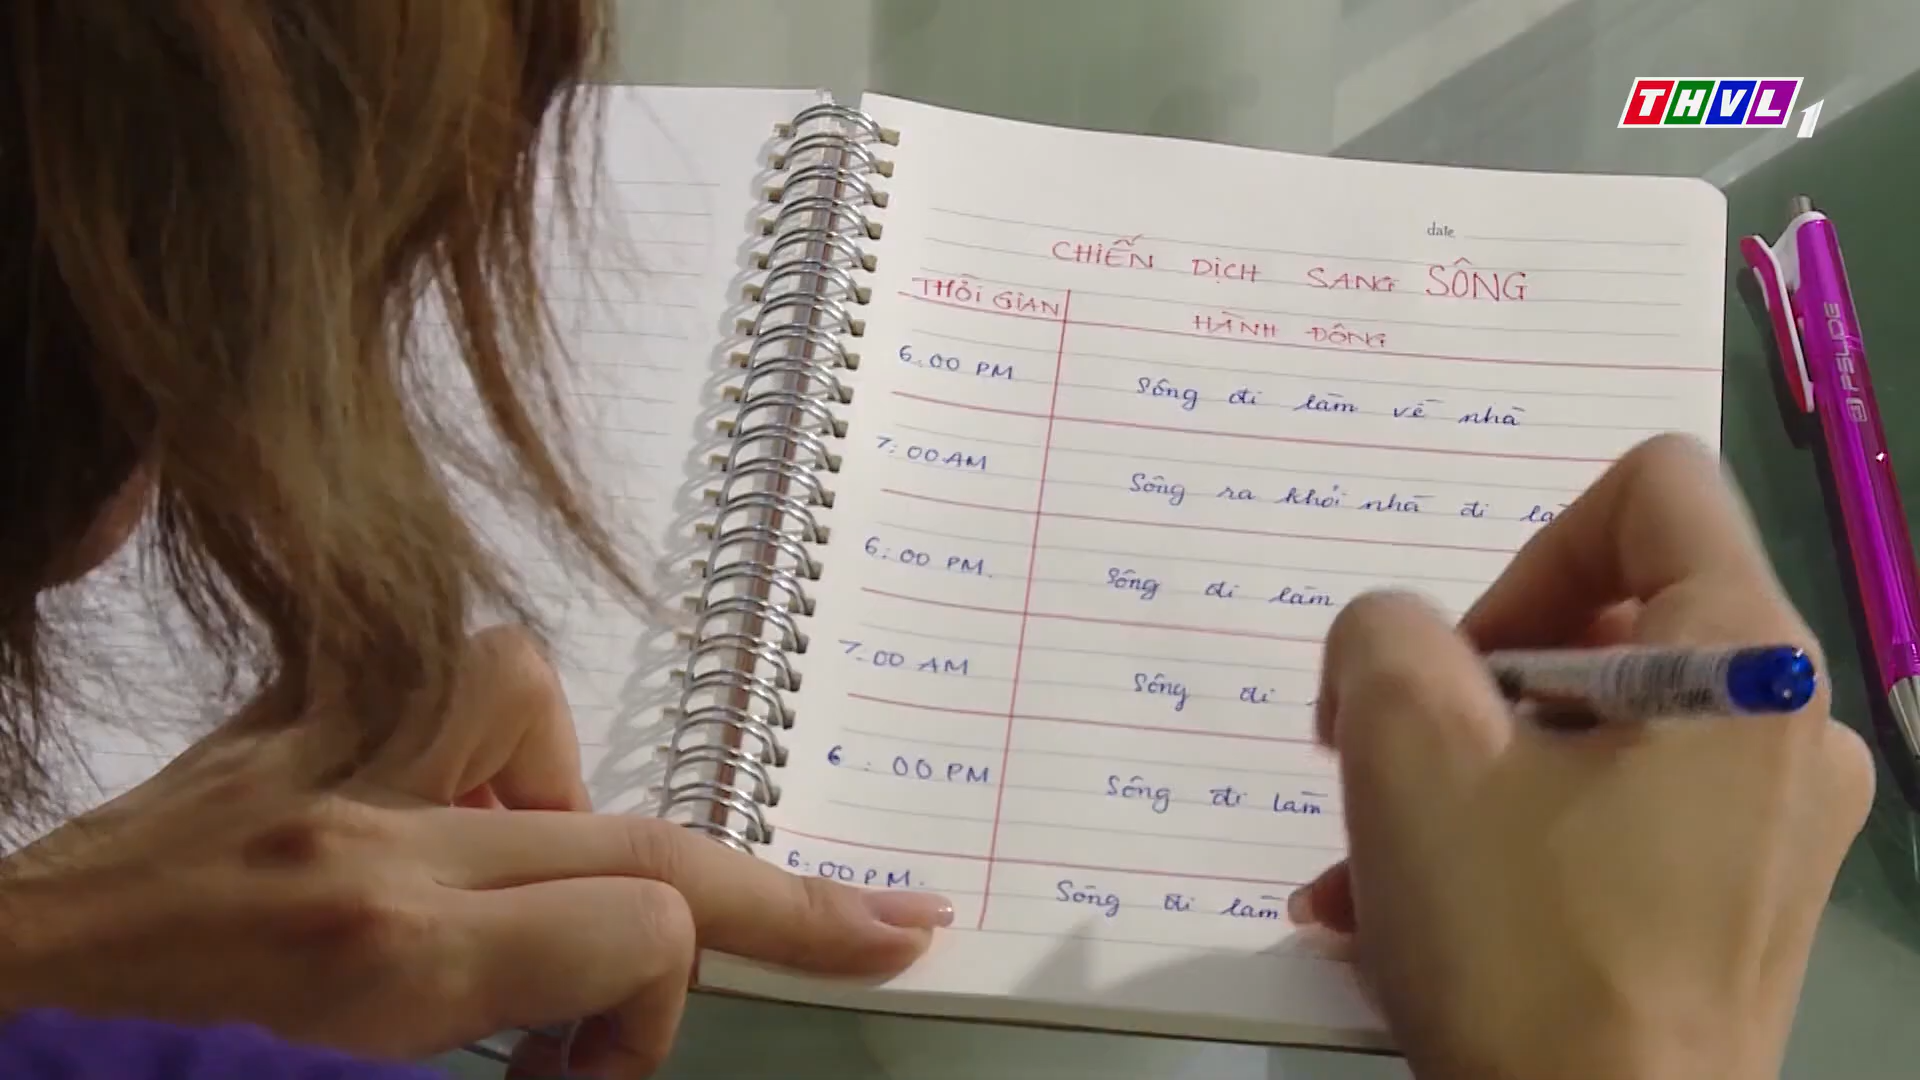 THVL1
date
CHIẾN DỊCH SANG SÔNG
THỜI GIAN HÀNH ĐỘNG
6.00 PM Sông đi làm về nhà
7:00 AM Sông ra khỏi nhà đi
6:00 PM. Sông đi làm
7.00 AM Sông đi
6:00 PM Sông đi làm
6:00 PM. Sông đi làm
PSLIDE